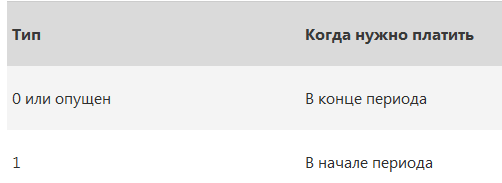 Тип Когда нужно платить
0 или опущен В конце периода
1 В начале периода